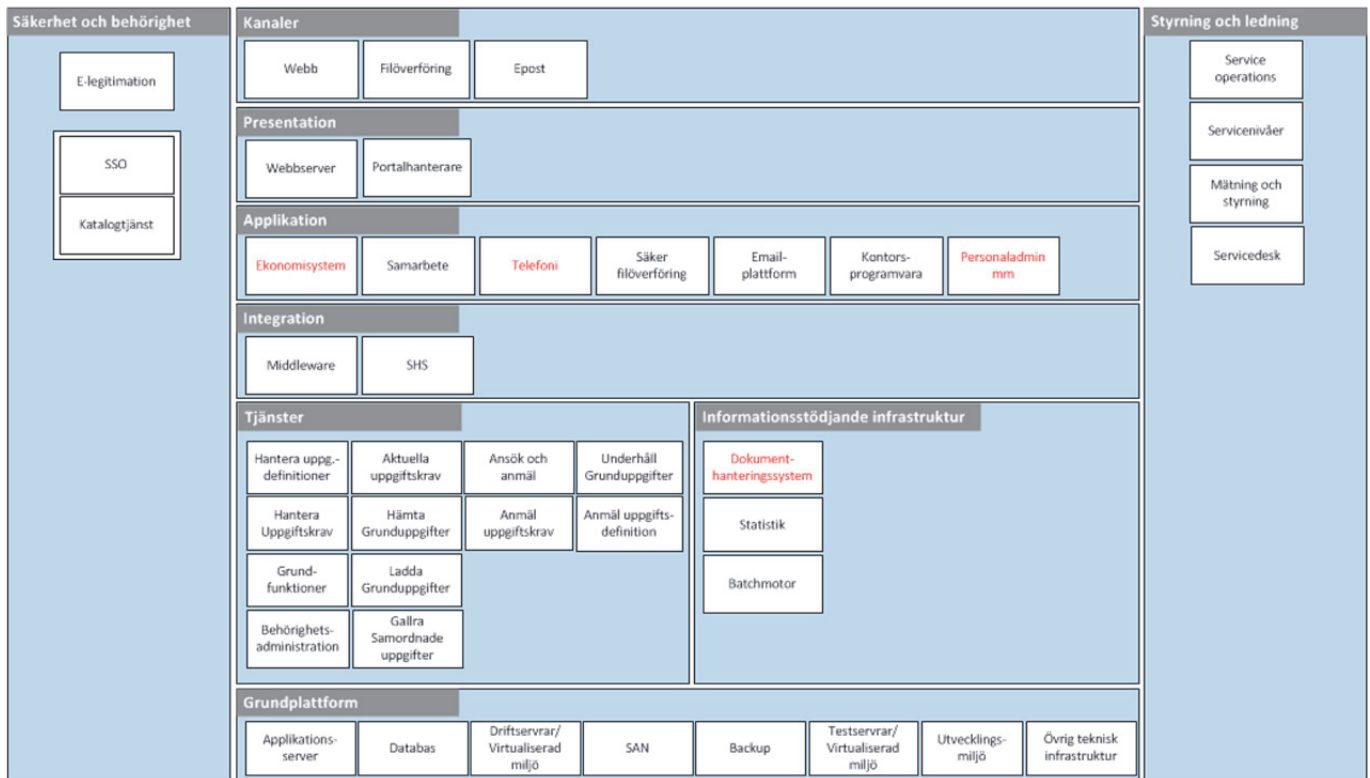 Säkerhet och behörighet
E-legitimation
SSO
Katalogtjänst
Kanaler
Webb
Filöverföring
Epost
Presentation
Webbserver
Portalhanterare
Applikation
Ekonomisystem
Samarbete
Telefoni
Säker
filöverföring
Email-
plattform
Kontors-
programvara
Personaladmin
mm
Integration
Middleware
SHS
Tjänster
Hantera uppg.-
definitioner
Aktuella
uppgiftskrav
Ansök och
anmäl
Underhåll
Grunduppgifter
Hantera
Uppgiftskrav
Hämta
Grunduppgifter
Anmäl
uppgiftskrav
Anmäl uppgifts-
definition
Grund-
funktioner
Ladda
Grunduppgifter
Behörighets-
administration
Gallra
Samordnade
uppgifter
Informationsstödjande infrastruktur
Dokument-
hanteringssystem
Statistik
Batchmotor
Grundplattform
Applikations-
server
Databas
Driftservrar/
Virtualiserad
miljö
SAN
Backup
Testservrar/
Virtualiserad
miljö
Utvecklings-
miljö
Övrig teknisk
infrastruktur
Styrning och ledning
Service
operations
Servicenivåer
Mätning och
styrning
Servicedesk